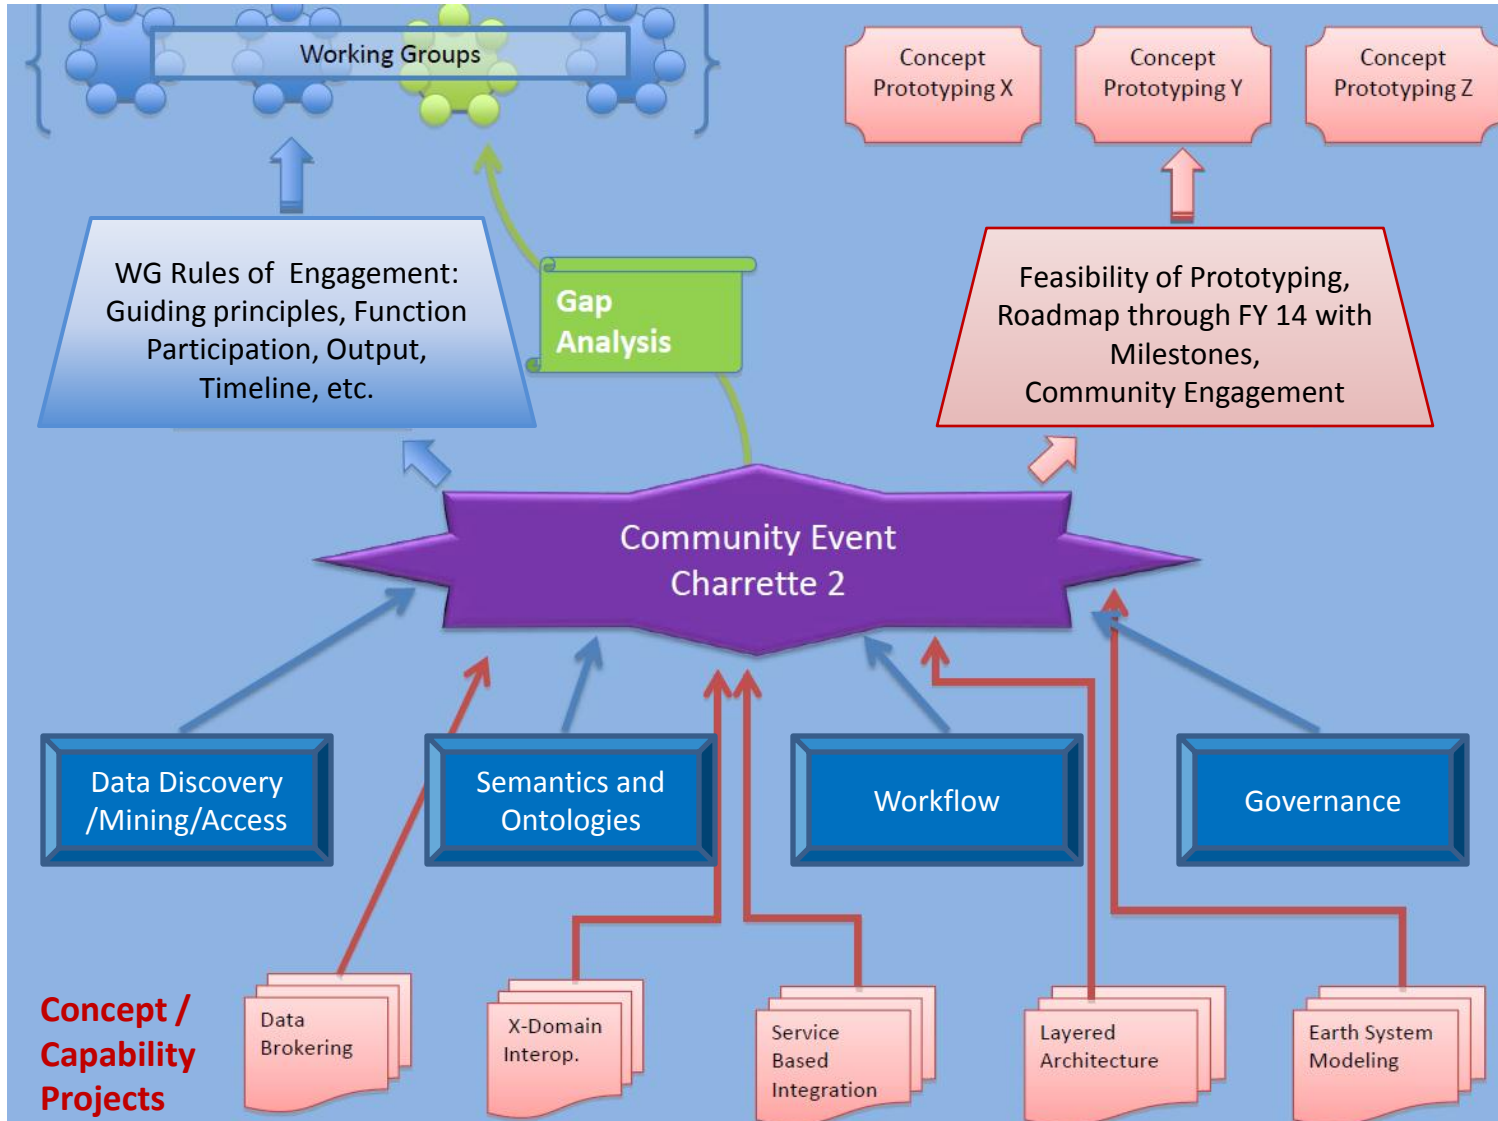 Working Groups
Concept
Prototyping X
Concept
Prototyping Y
Concept
Prototyping Z
WG Rules of  Engagement:
Guiding principles, Function
Participation, Output,
Timeline, etc.
Gap
Analysis
Feasibility of Prototyping,
Roadmap through FY 14 with
Milestones,
Community Engagement
Community Event
Charrette 2
Data Discovery
/Mining/Access
Semantics and
Ontologies
Workflow
Governance
Concept /
Capability
Projects
Data
Brokering
X-Domain
Interop.
Service
Based
Integration
Layered
Architecture
Earth System
Modeling